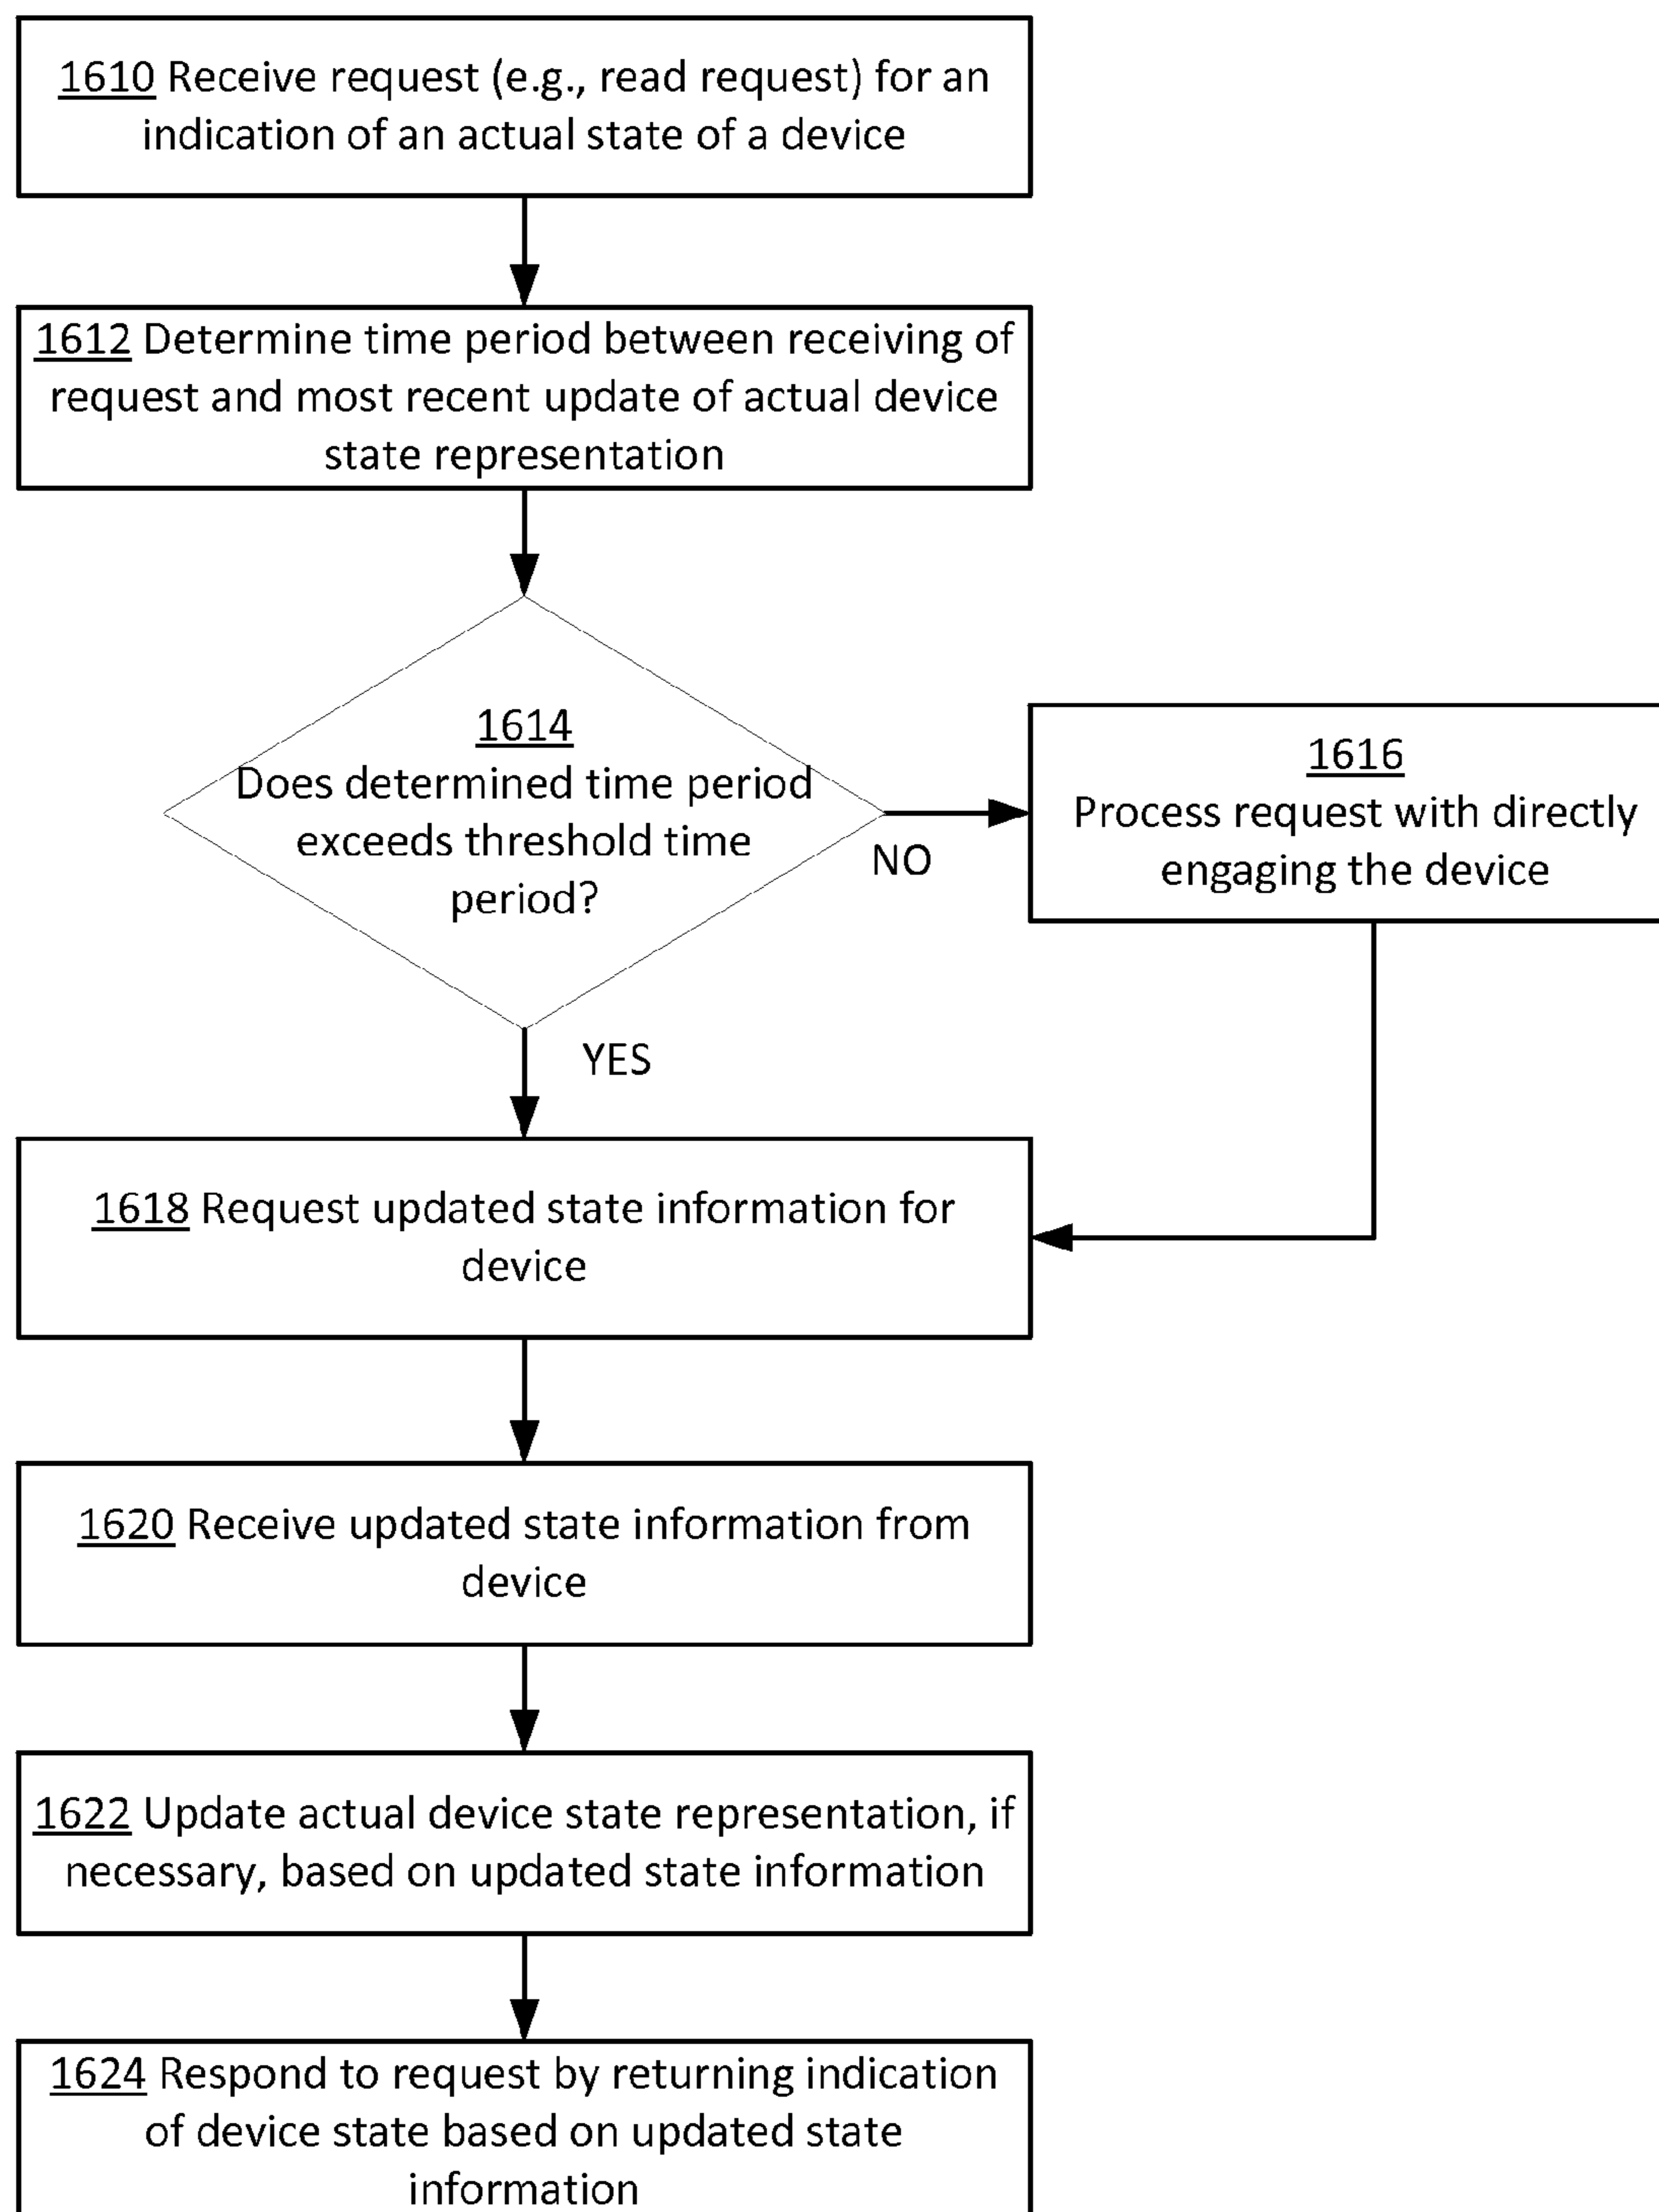 1610 Receive request (e.g., read request) for an
indication of an actual state of a device
1612 Determine time period between receiving of
request and most recent update of actual device
state representation
1614
Does determined time period
exceeds threshold time
period?
NO
1616
Process request with directly
engaging the device
YES
1618 Request updated state information for
device
1620 Receive updated state information from
device
1622 Update actual device state representation, if
necessary, based on updated state information
1624 Respond to request by returning indication
of device state based on updated state
information